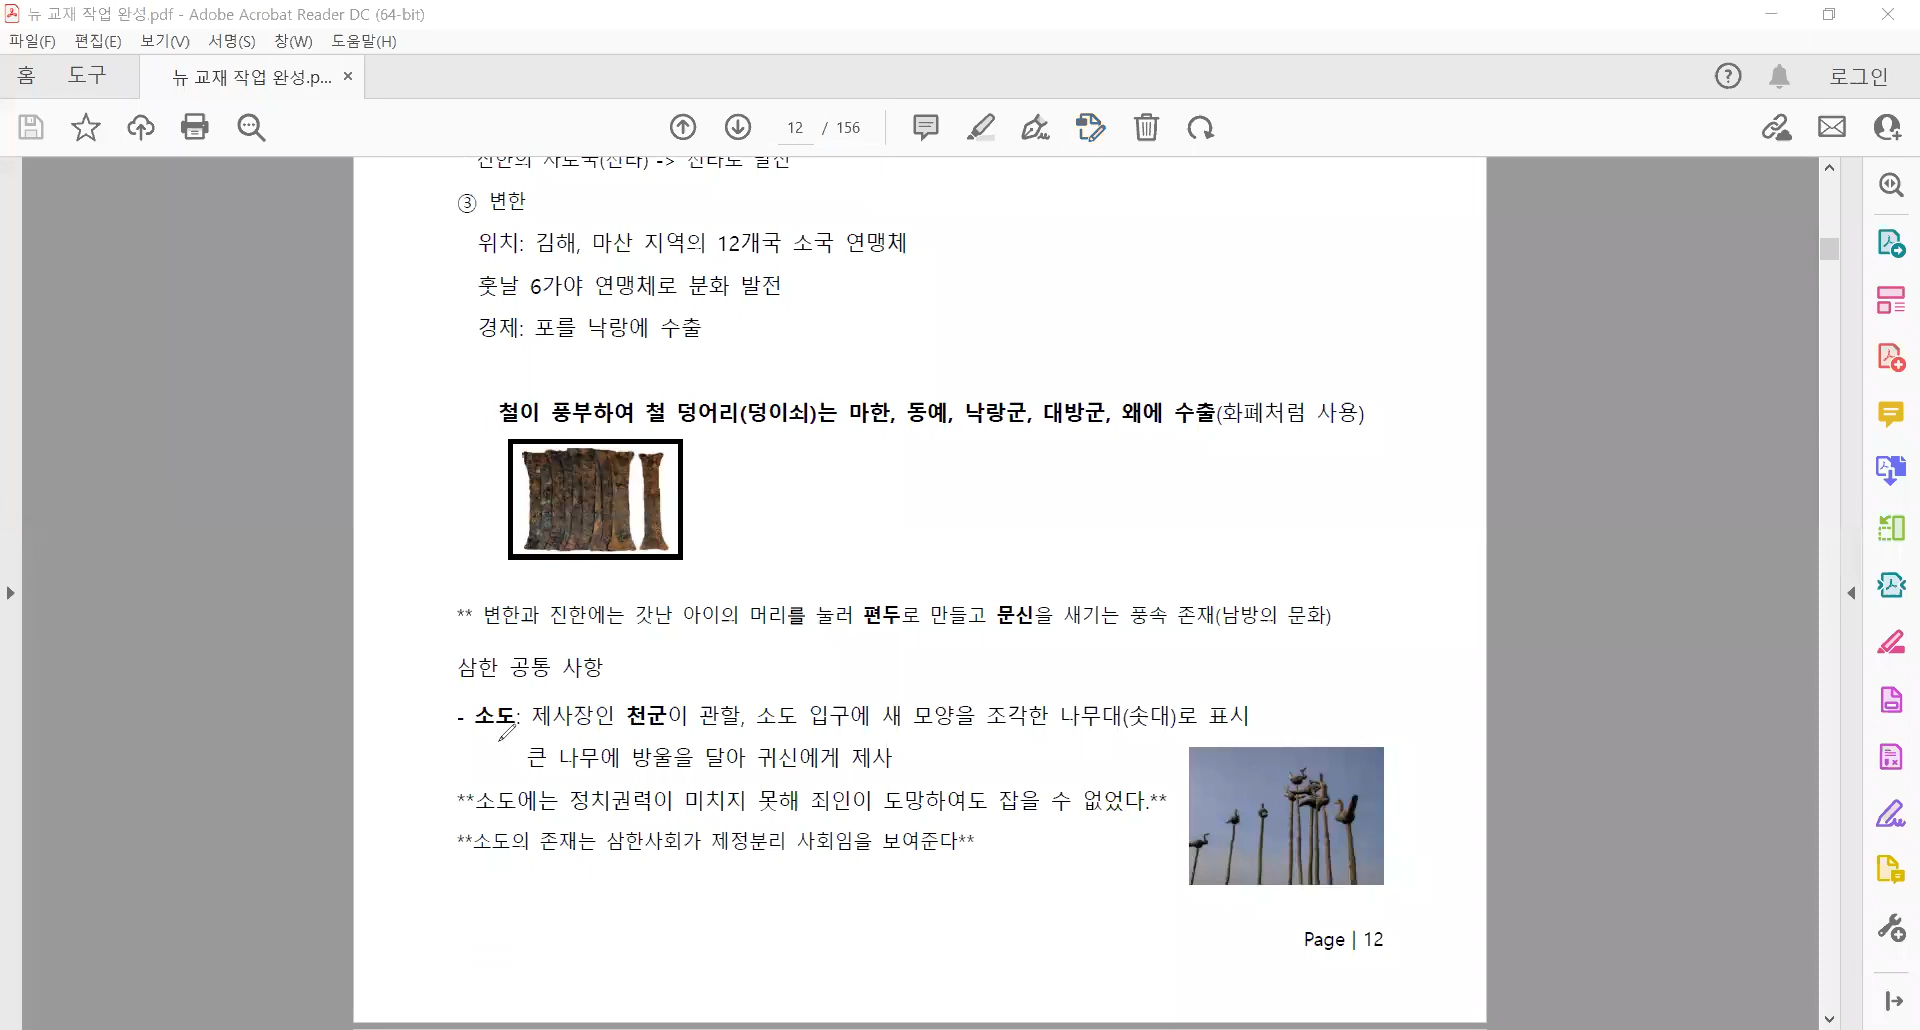 뉴 교재 작업 완성.pdf - Adobe Acrobat Reader DC (64-bit)
파일(F) 편집(E) 보기(V) 서명(S) 창(W) 도움말(H)
홈 도구 뉴 교재 작업 완성.p... 로그인
12 / 156
진한의 사로국(신라) -> 신라로 발전
③ 변한
위치: 김해, 마산 지역의 12개국 소국 연맹체
훗날 6가야 연맹체로 분화 발전
경제: 포를 낙랑에 수출
철이 풍부하여 철 덩어리(덩이쇠)는 마한, 동예, 낙랑군, 대방군, 왜에 수출(화폐처럼 사용)
** 변한과 진한에는 갓난 아이의 머리를 눌러 편두로 만들고 문신을 새기는 풍속 존재(남방의 문화)
삼한 공통 사항
- 소도: 제사장인 천군이 관할, 소도 입구에 새 모양을 조각한 나무대(솟대)로 표시
큰 나무에 방울을 달아 귀신에게 제사
**소도에는 정치권력이 미치지 못해 죄인이 도망하여도 잡을 수 없었다.**
**소도의 존재는 삼한사회가 제정분리 사회임을 보여준다**
Page | 12